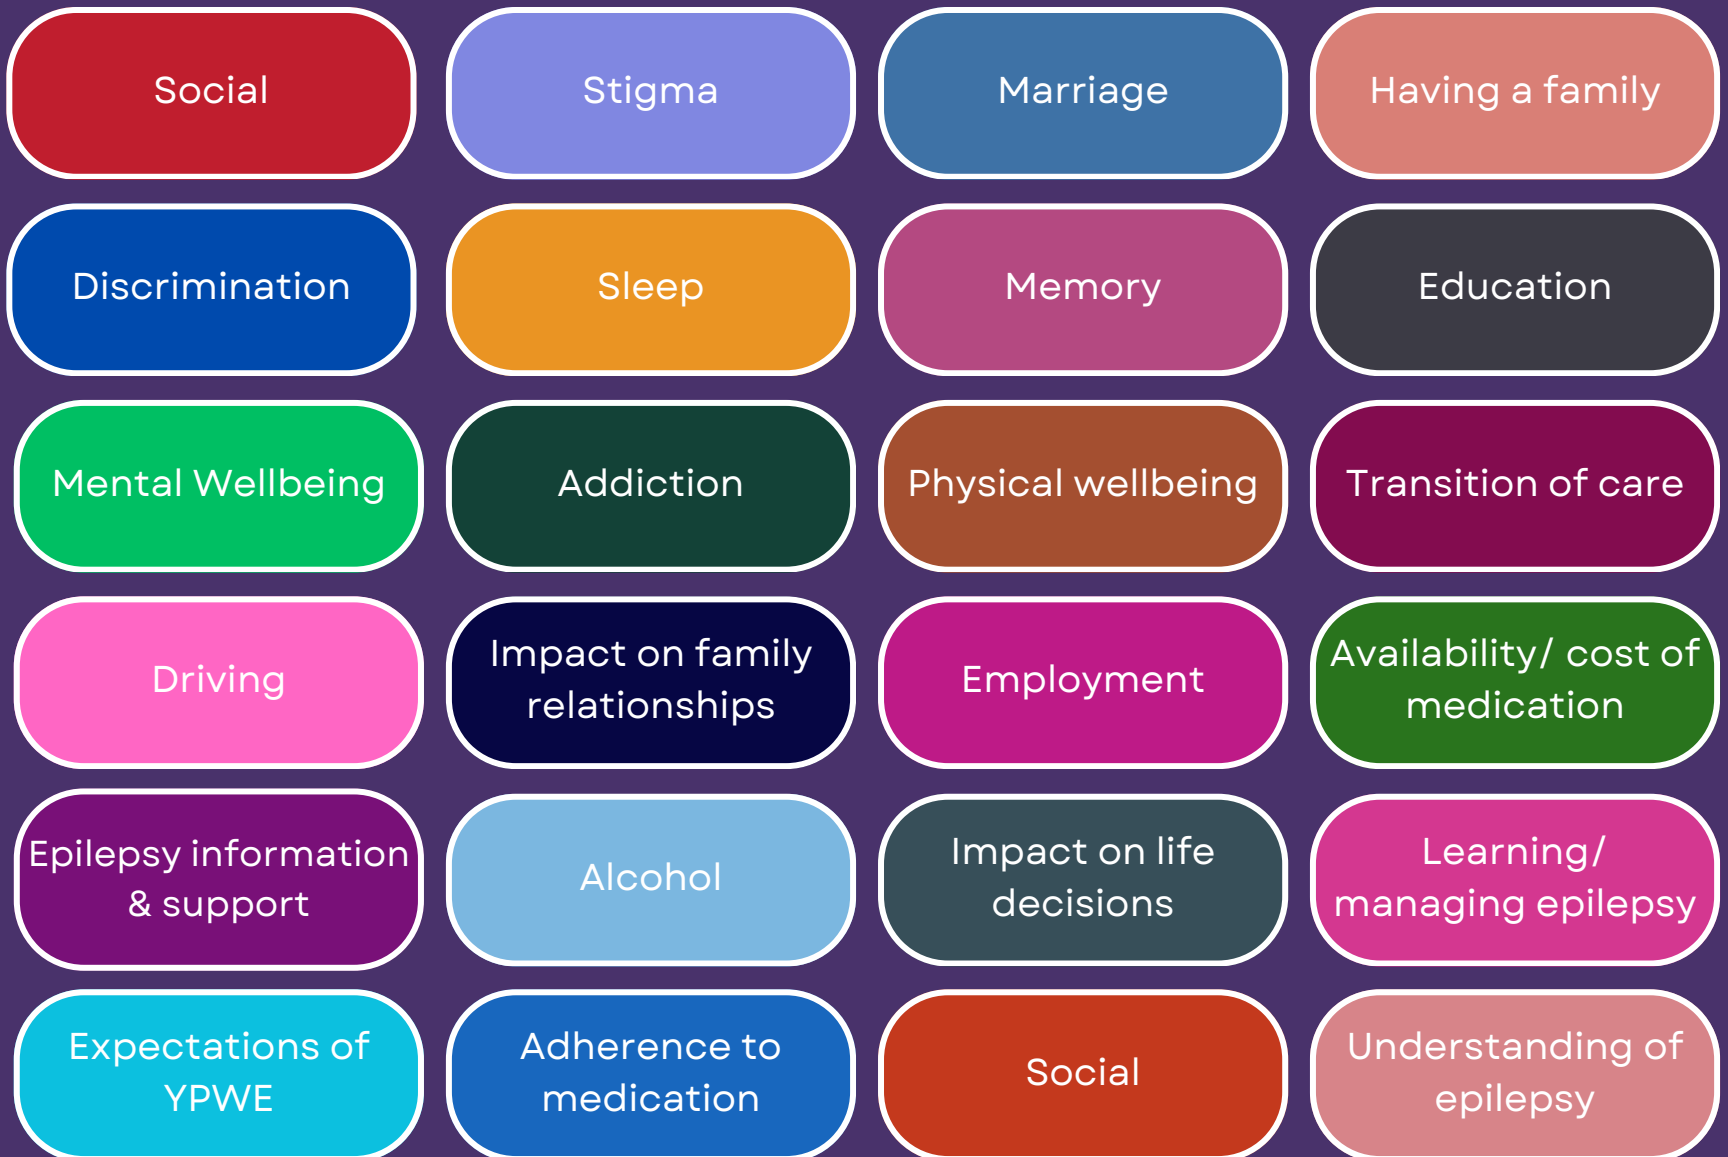 Social
Stigma
Marriage
Having a family
Discrimination
Sleep
Memory
Education
Mental Wellbeing
Addiction
Physical wellbeing
Transition of care
Driving
Impact on family
relationships
Employment
Availability/ cost of
medication
Epilepsy information
& support
Alcohol
Impact on life
decisions
Learning/
managing epilepsy
Expectations of
YPWE
Adherence to
medication
Social
Understanding of
epilepsy